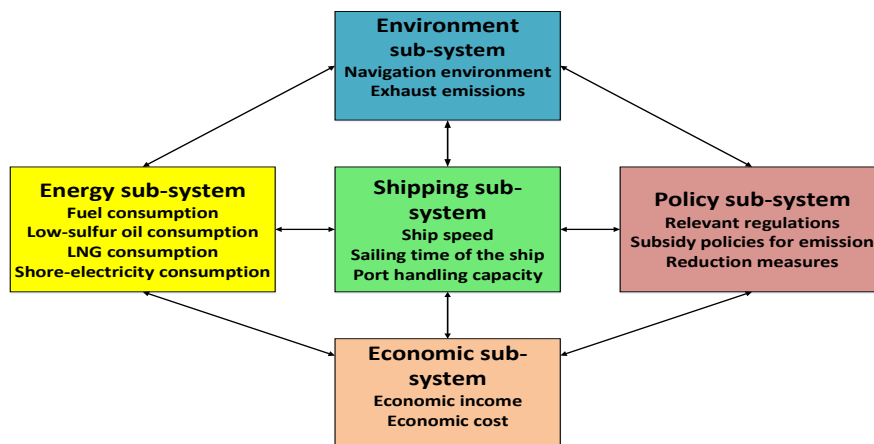 Environment
sub-system
Navigation environment
Exhaust emissions
Energy sub-system
Fuel consumption
Low-sulfur oil consumption
LNG consumption
Shore-electricity consumption
Shipping sub-
system
Ship speed
Sailing time of the ship
Port handling capacity
Policy sub-system
Relevant regulations
Subsidy policies for emission
Reduction measures
Economic sub-
system
Economic income
Economic cost